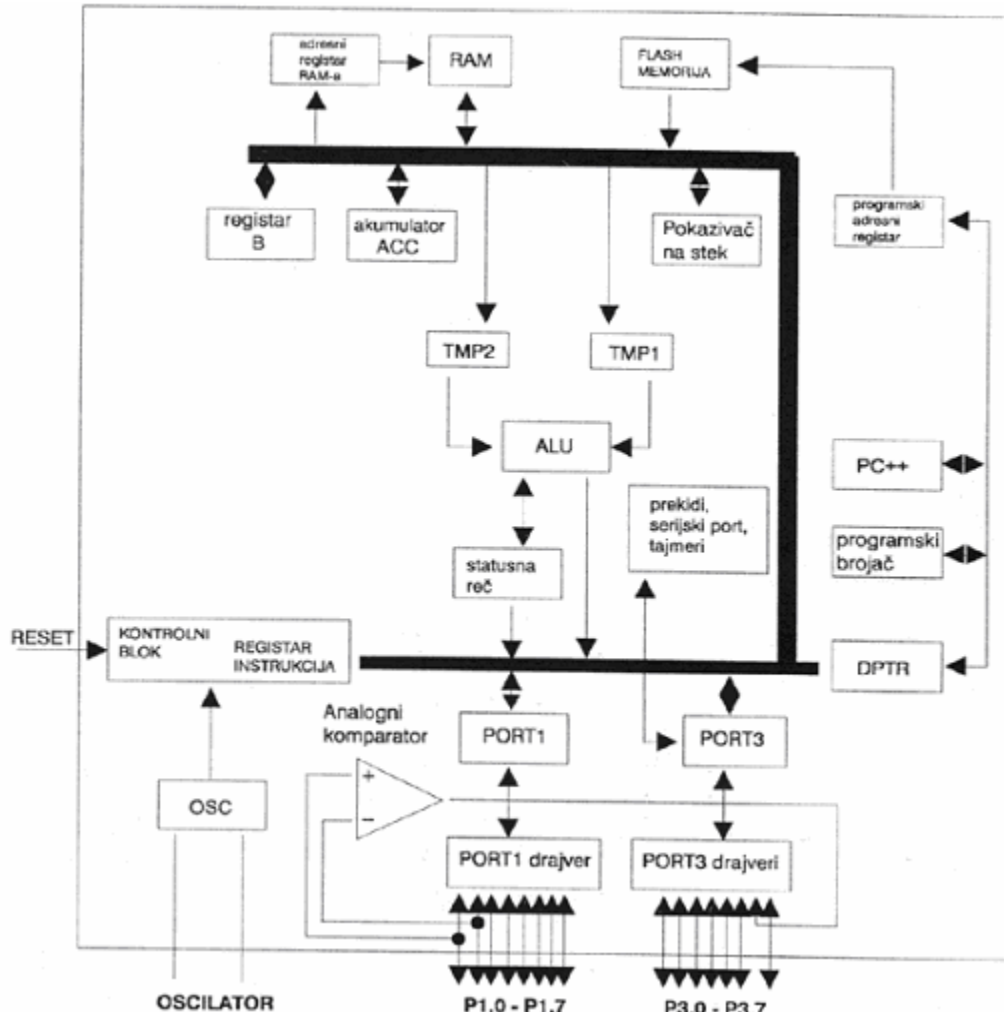 adresni
registar
RAM-a
RAM
FLASH
MEMORIJA
registar
B
akumulator
ACC
Pokazivač
na stek
programski
adresni
registar
TMP2
TMP1
ALU
PC++
prekidi,
serijski port,
tajmeri
programski
brojač
statusna
reč
RESET
KONTROLNI
BLOK
REGISTAR
INSTRUKCIJA
DPTR
Analogni
komparator
PORT1
PORT3
+
−
OSC
PORT1 drajver
PORT3 drajveri
OSCILATOR
P1.0 - P1.7
P3.0 - P3.7